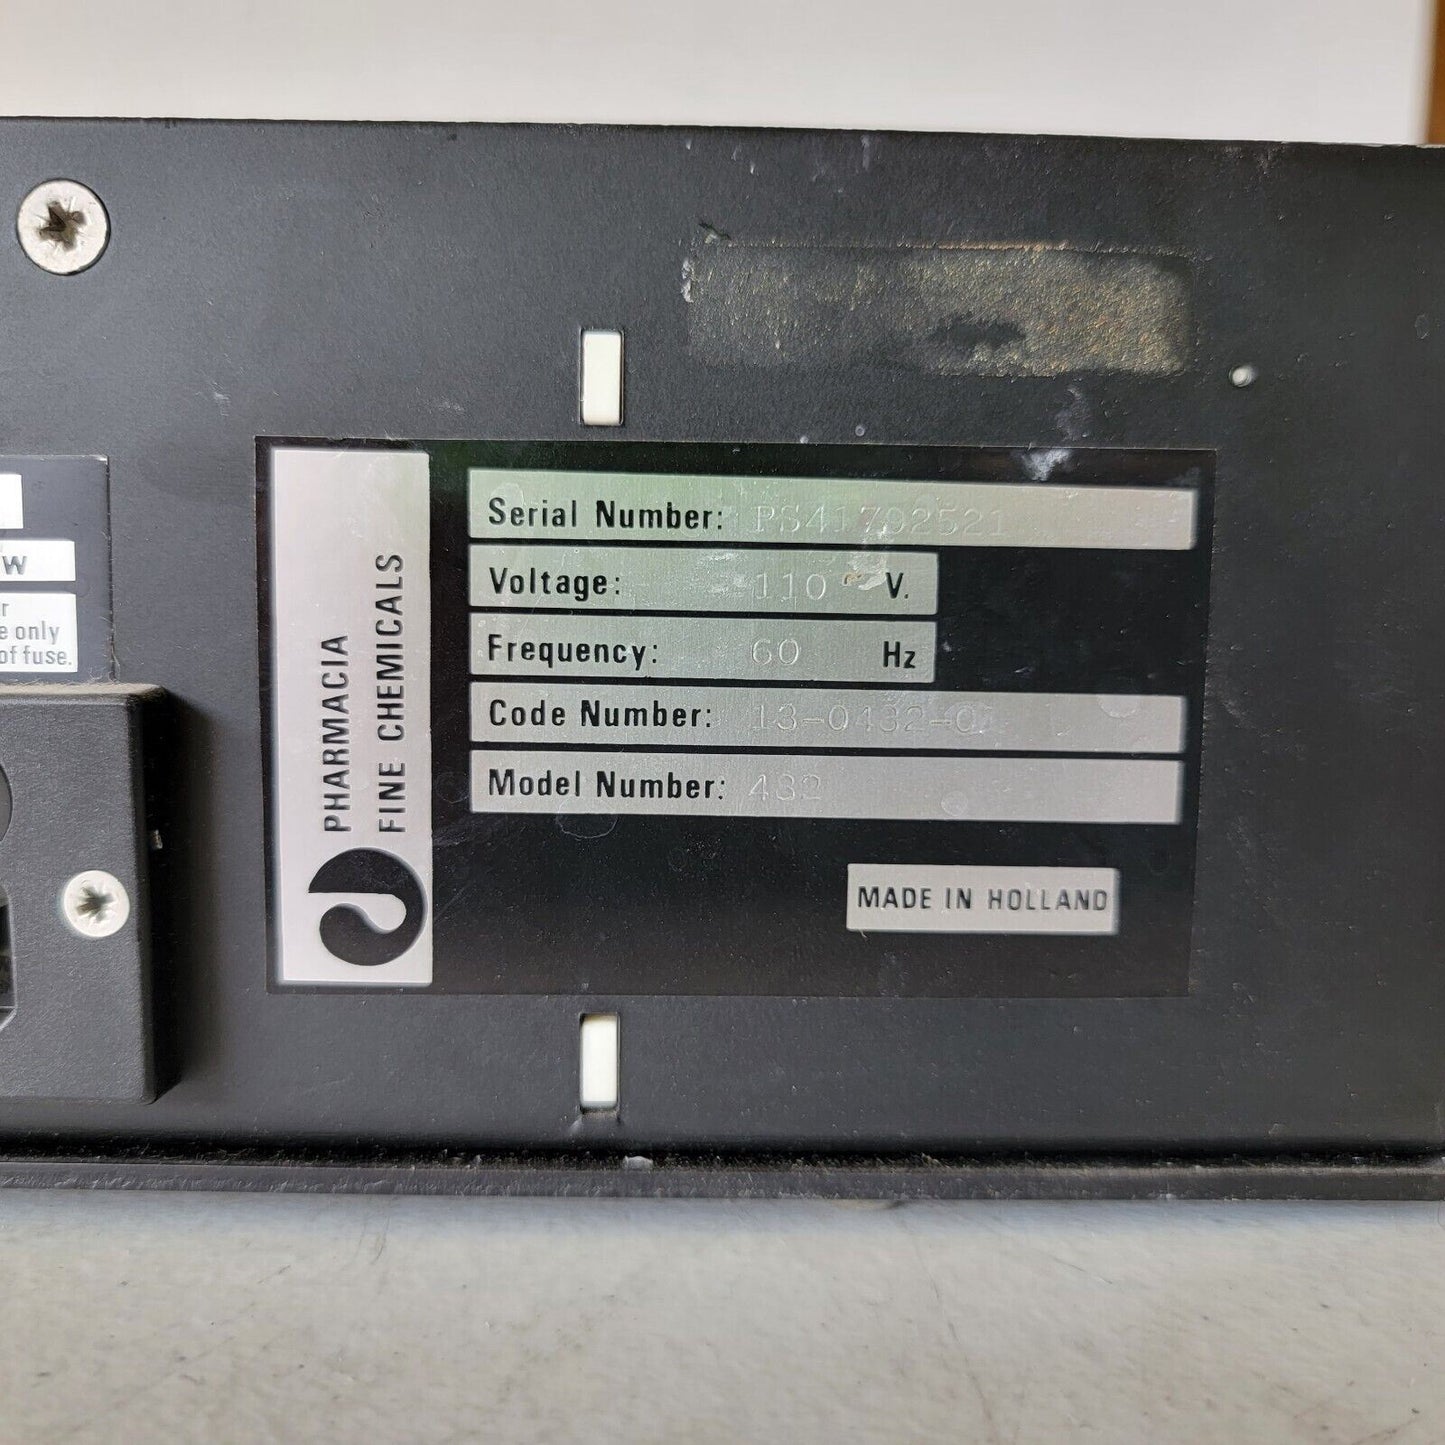 W
r
e only
of fuse.
PHARMACIA
FINE CHEMICALS
Serial Number: PS41702521
Voltage: 110 V.
Frequency: 60 Hz
Code Number:
Model Number: 432
MADE IN HOLLAND